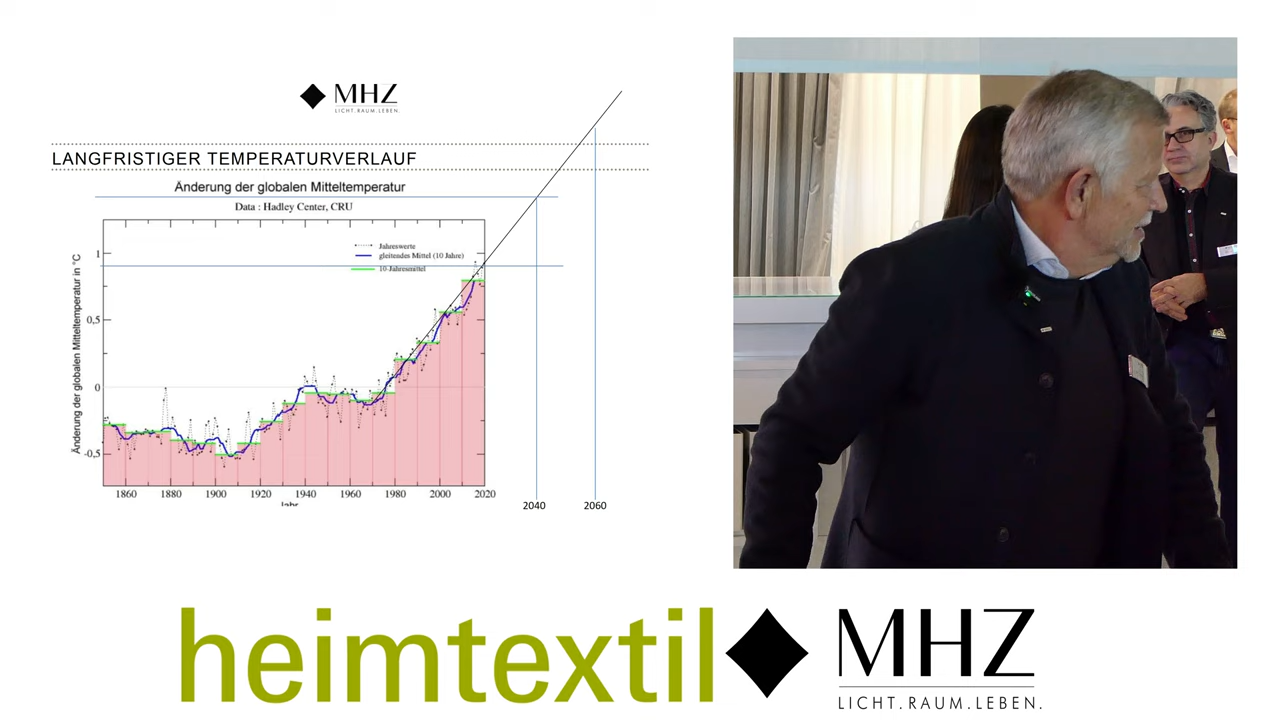 MHZ
LICHT.RAUM.LEBEN.
LANGFRISTIGER TEMPERATURVERLAUF
Änderung der globalen Mitteltemperatur
Data : Hadley Center, CRU
Jahreswerte
gleitendes Mittel (10 Jahre)
10-Jahresmittel
Änderung der globalen Mitteltemperatur in °C
1
0,5
0
-0,5
1860 1880 1900 1920 1940 1960 1980 2000 2020
Jahr
2040 2060
heimtextil MHZ
LICHT.RAUM.LEBEN.